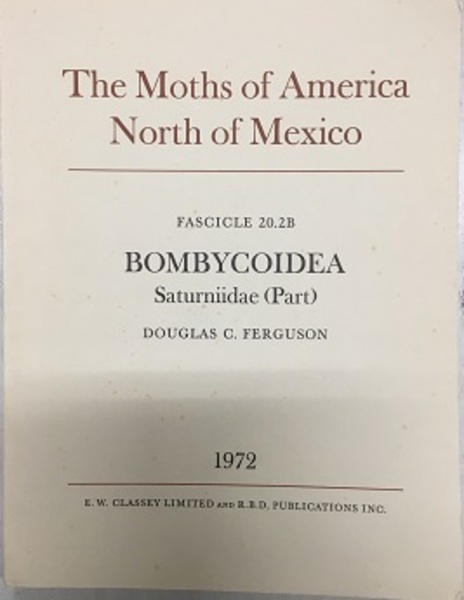 The Moths of America
North of Mexico
FASCICLE 20.2B
BOMBYCOIDEA
Saturniidae (Part)
DOUGLAS C. FERGUSON
1972
E. W. CLASSEY LIMITED AND R.B.D. PUBLICATIONS INC.